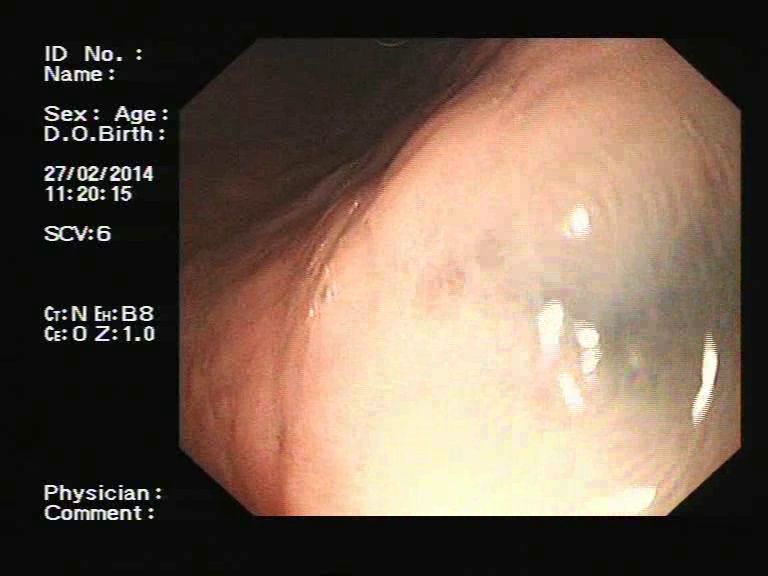 ID No. :
Name:
Sex: Age:
D.O.Birth:
27/02/2014
11:20:15
SCV:6
CT:N EH:B8
CE:0 Z:1.0
Physician:
Comment: